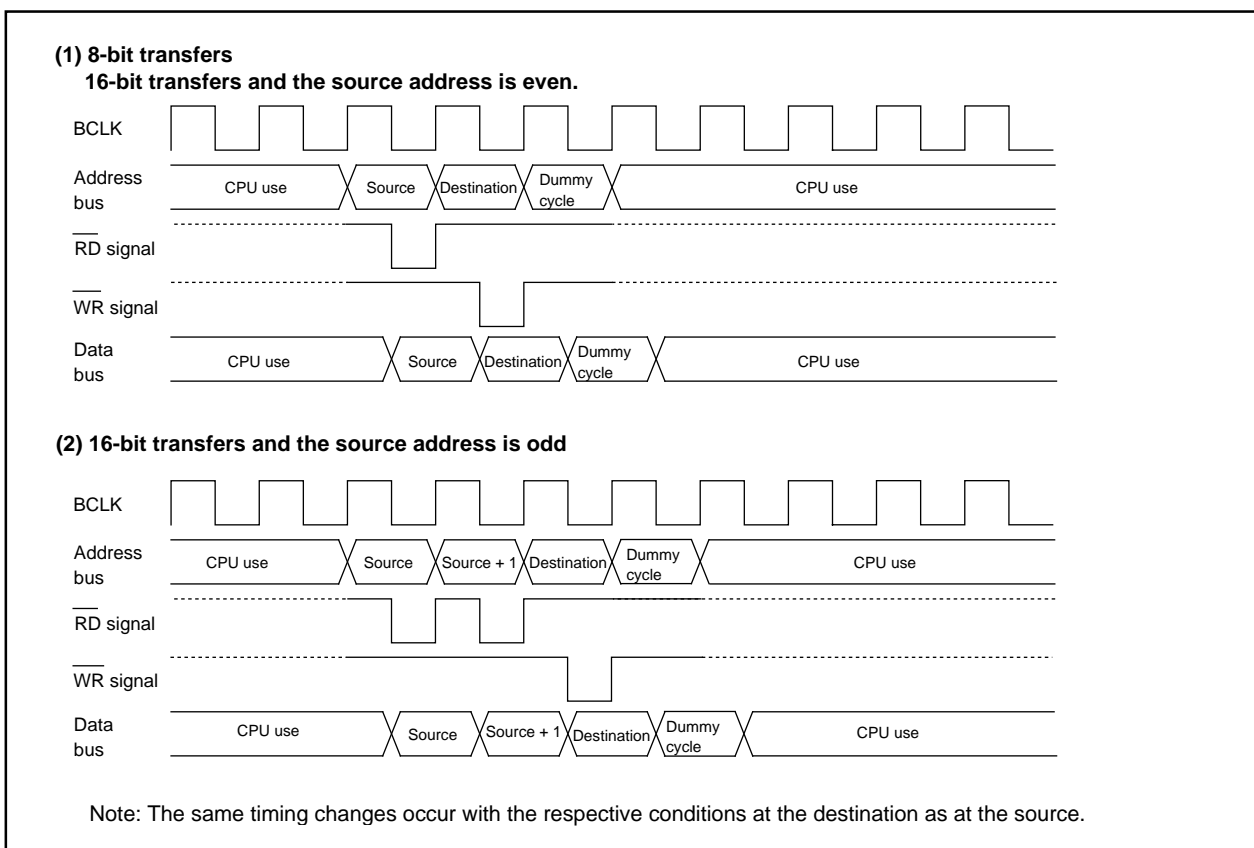 (1) 8-bit transfers
16-bit transfers and the source address is even.
BCLK
Address
bus
CPU use
Source
Destination
Dummy
cycle
CPU use
RD signal
WR signal
Data
bus
CPU use
Source
Destination
Dummy
cycle
CPU use
(2) 16-bit transfers and the source address is odd
BCLK
Address
bus
CPU use
Source
Source + 1
Destination
Dummy
cycle
CPU use
RD signal
WR signal
Data
bus
CPU use
Source
Source + 1
Destination
Dummy
cycle
CPU use
Note: The same timing changes occur with the respective conditions at the destination as at the source.